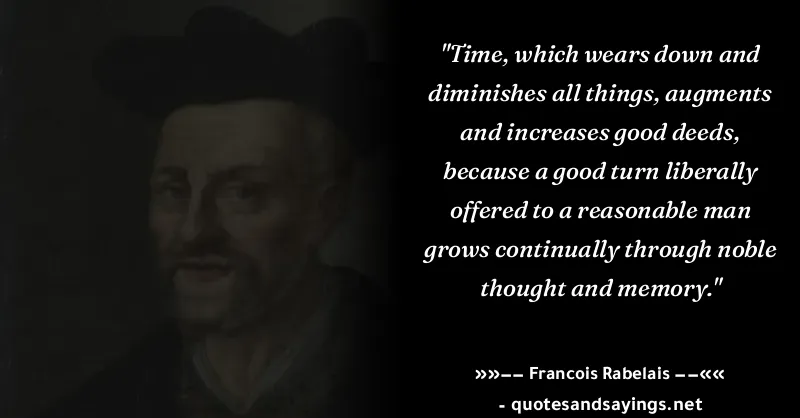 "Time, which wears down and
diminishes all things, augments
and increases good deeds,
because a good turn liberally
offered to a reasonable man
grows continually through noble
thought and memory."
»»–– Francois Rabelais ––««
- quotesandsayings.net